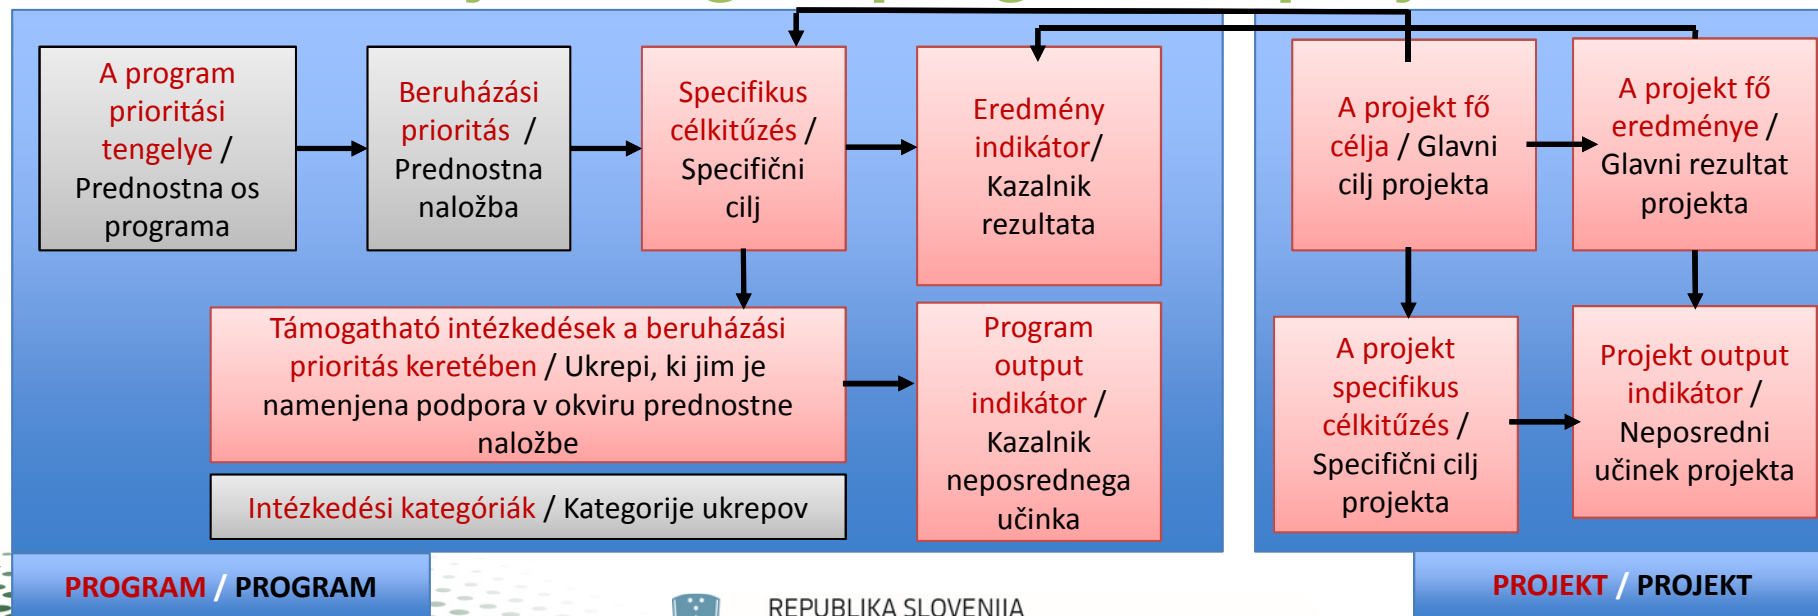 A program
prioritási
tengelye /
Prednostna os
programa
Beruházási
prioritás /
Prednostna
naložba
Specifikus
célkitűzés /
Specifični
cilj
Eredmény
indikátor/
Kazalnik
rezultata
A projekt fő
célja / Glavni
cilj projekta
A projekt fő
eredménye /
Glavni rezultat
projekta
Támogatható intézkedések a beruházási
prioritás keretében / Ukrepi, ki jim je
namenjena podpora v okviru prednostne
naložbe
Program
output
indikátor /
Kazalnik
neposrednega
učinka
A projekt
specifikus
célkitűzés /
Specifični cilj
projekta
Projekt output
indikátor /
Neposredni
učinek projekta
Intézkedési kategóriák / Kategorije ukrepov
PROGRAM / PROGRAM
PROJEKT / PROJEKT
REPUBLIKA SLOVENIJA